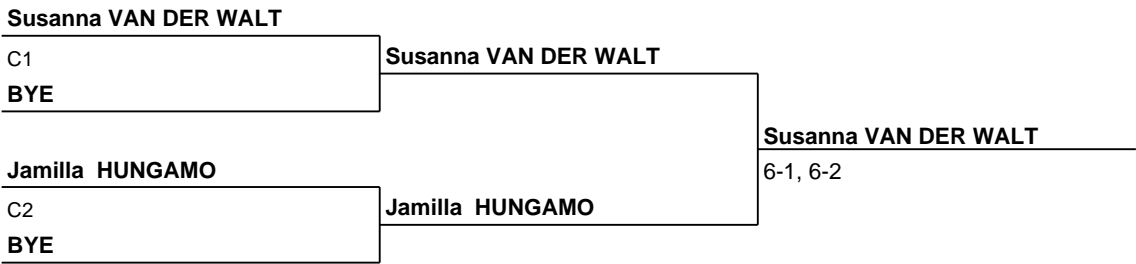 Susanna VAN DER WALT
C1
Susanna VAN DER WALT
BYE
Susanna VAN DER WALT
Jamilla HUNGAMO
6-1, 6-2
C2
Jamilla HUNGAMO
BYE